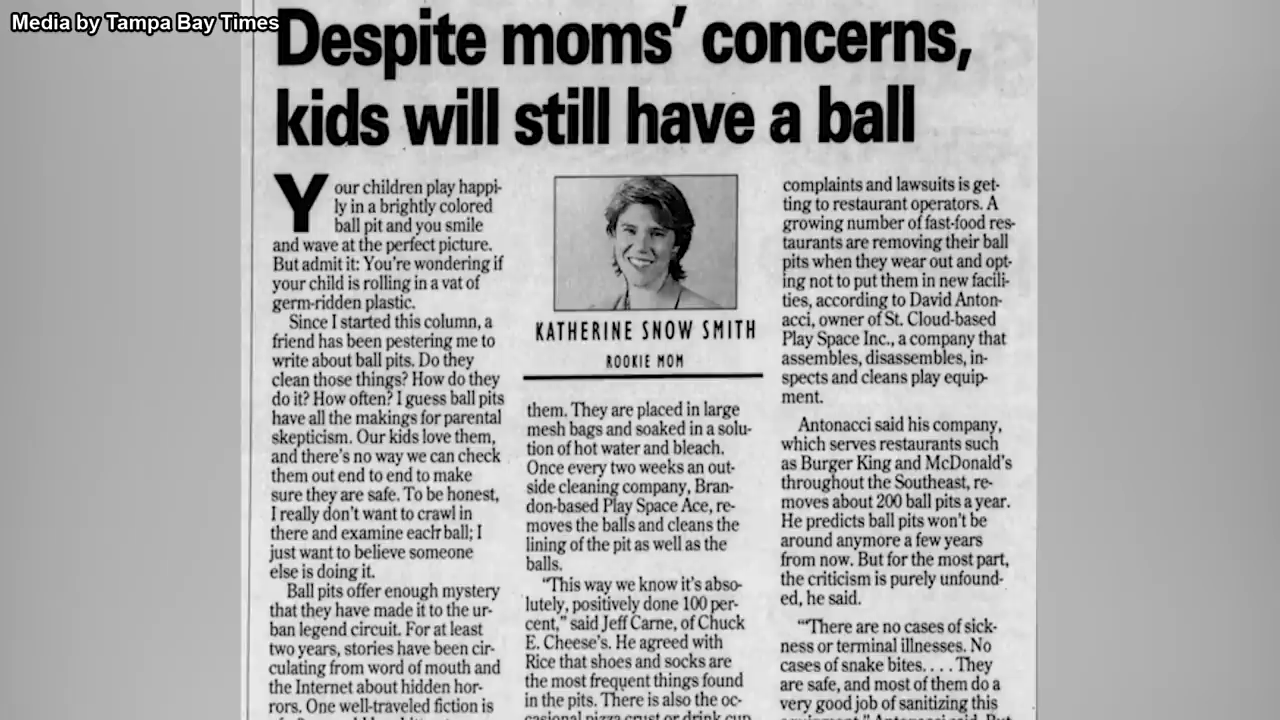 Media by Tampa Bay Times
Despite moms' concerns,
kids will still have a ball
Your children play happi-
ly in a brightly colored
ball pit and you smile
and wave at the perfect picture.
But admit it: You're wondering if
your child is rolling in a vat of
germ-ridden plastic.
Since I started this column, a
friend has been pestering me to
write about ball pits. Do they
clean those things? How do they
do it? How often? I guess ball pits
have all the makings for parental
skepticism. Our kids love them,
and there's no way we can check
them out end to end to make
sure they are safe. To be honest,
I really don't want to crawl in
there and examine each ball; I
just want to believe someone
else is doing it.
Ball pits offer enough mystery
that they have made it to the ur-
ban legend circuit. For at least
two years, stories have been cir-
culating from word of mouth and
the Internet about hidden hor-
rors. One well-traveled fiction is
KATHERINE SNOW SMITH
ROOKIE MOM
them. They are placed in large
mesh bags and soaked in a solu-
tion of hot water and bleach.
Once every two weeks an out-
side cleaning company, Bran-
don-based Play Space Ace, re-
moves the balls and cleans the
lining of the pit as well as the
balls.
"This way we know it's abso-
lutely, positively done 100 per-
cent," said Jeff Carne, of Chuck
E. Cheese's. He agreed with
Rice that shoes and socks are
the most frequent things found
in the pits. There is also the oc-
casional pizza crust or drink cup
complaints and lawsuits is get-
ting to restaurant operators. A
growing number of fast-food res-
taurants are removing their ball
pits when they wear out and opt-
ing not to put them in new facili-
ties, according to David Anton-
acci, owner of St. Cloud-based
Play Space Inc., a company that
assembles, disassembles, in-
spects and cleans play equip-
ment.
Antonacci said his company,
which serves restaurants such
as Burger King and McDonald's
throughout the Southeast, re-
moves about 200 ball pits a year.
He predicts ball pits won't be
around anymore a few years
from now. But for the most part,
the criticism is purely unfound-
ed, he said.
"There are no cases of sick-
ness or terminal illnesses. No
cases of snake bites. . . . They
are safe, and most of them do a
very good job of sanitizing this
equipment," Antonacci said. But